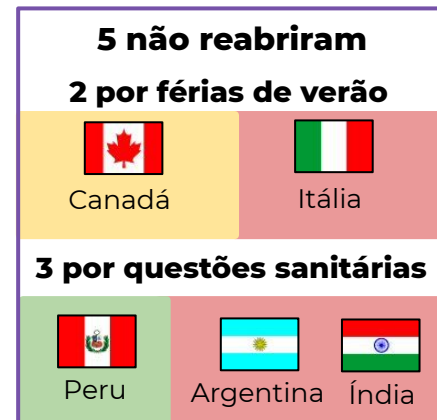 5 não reabriram
2 por férias de verão
Canadá Itália
3 por questões sanitárias
Peru Argentina Índia